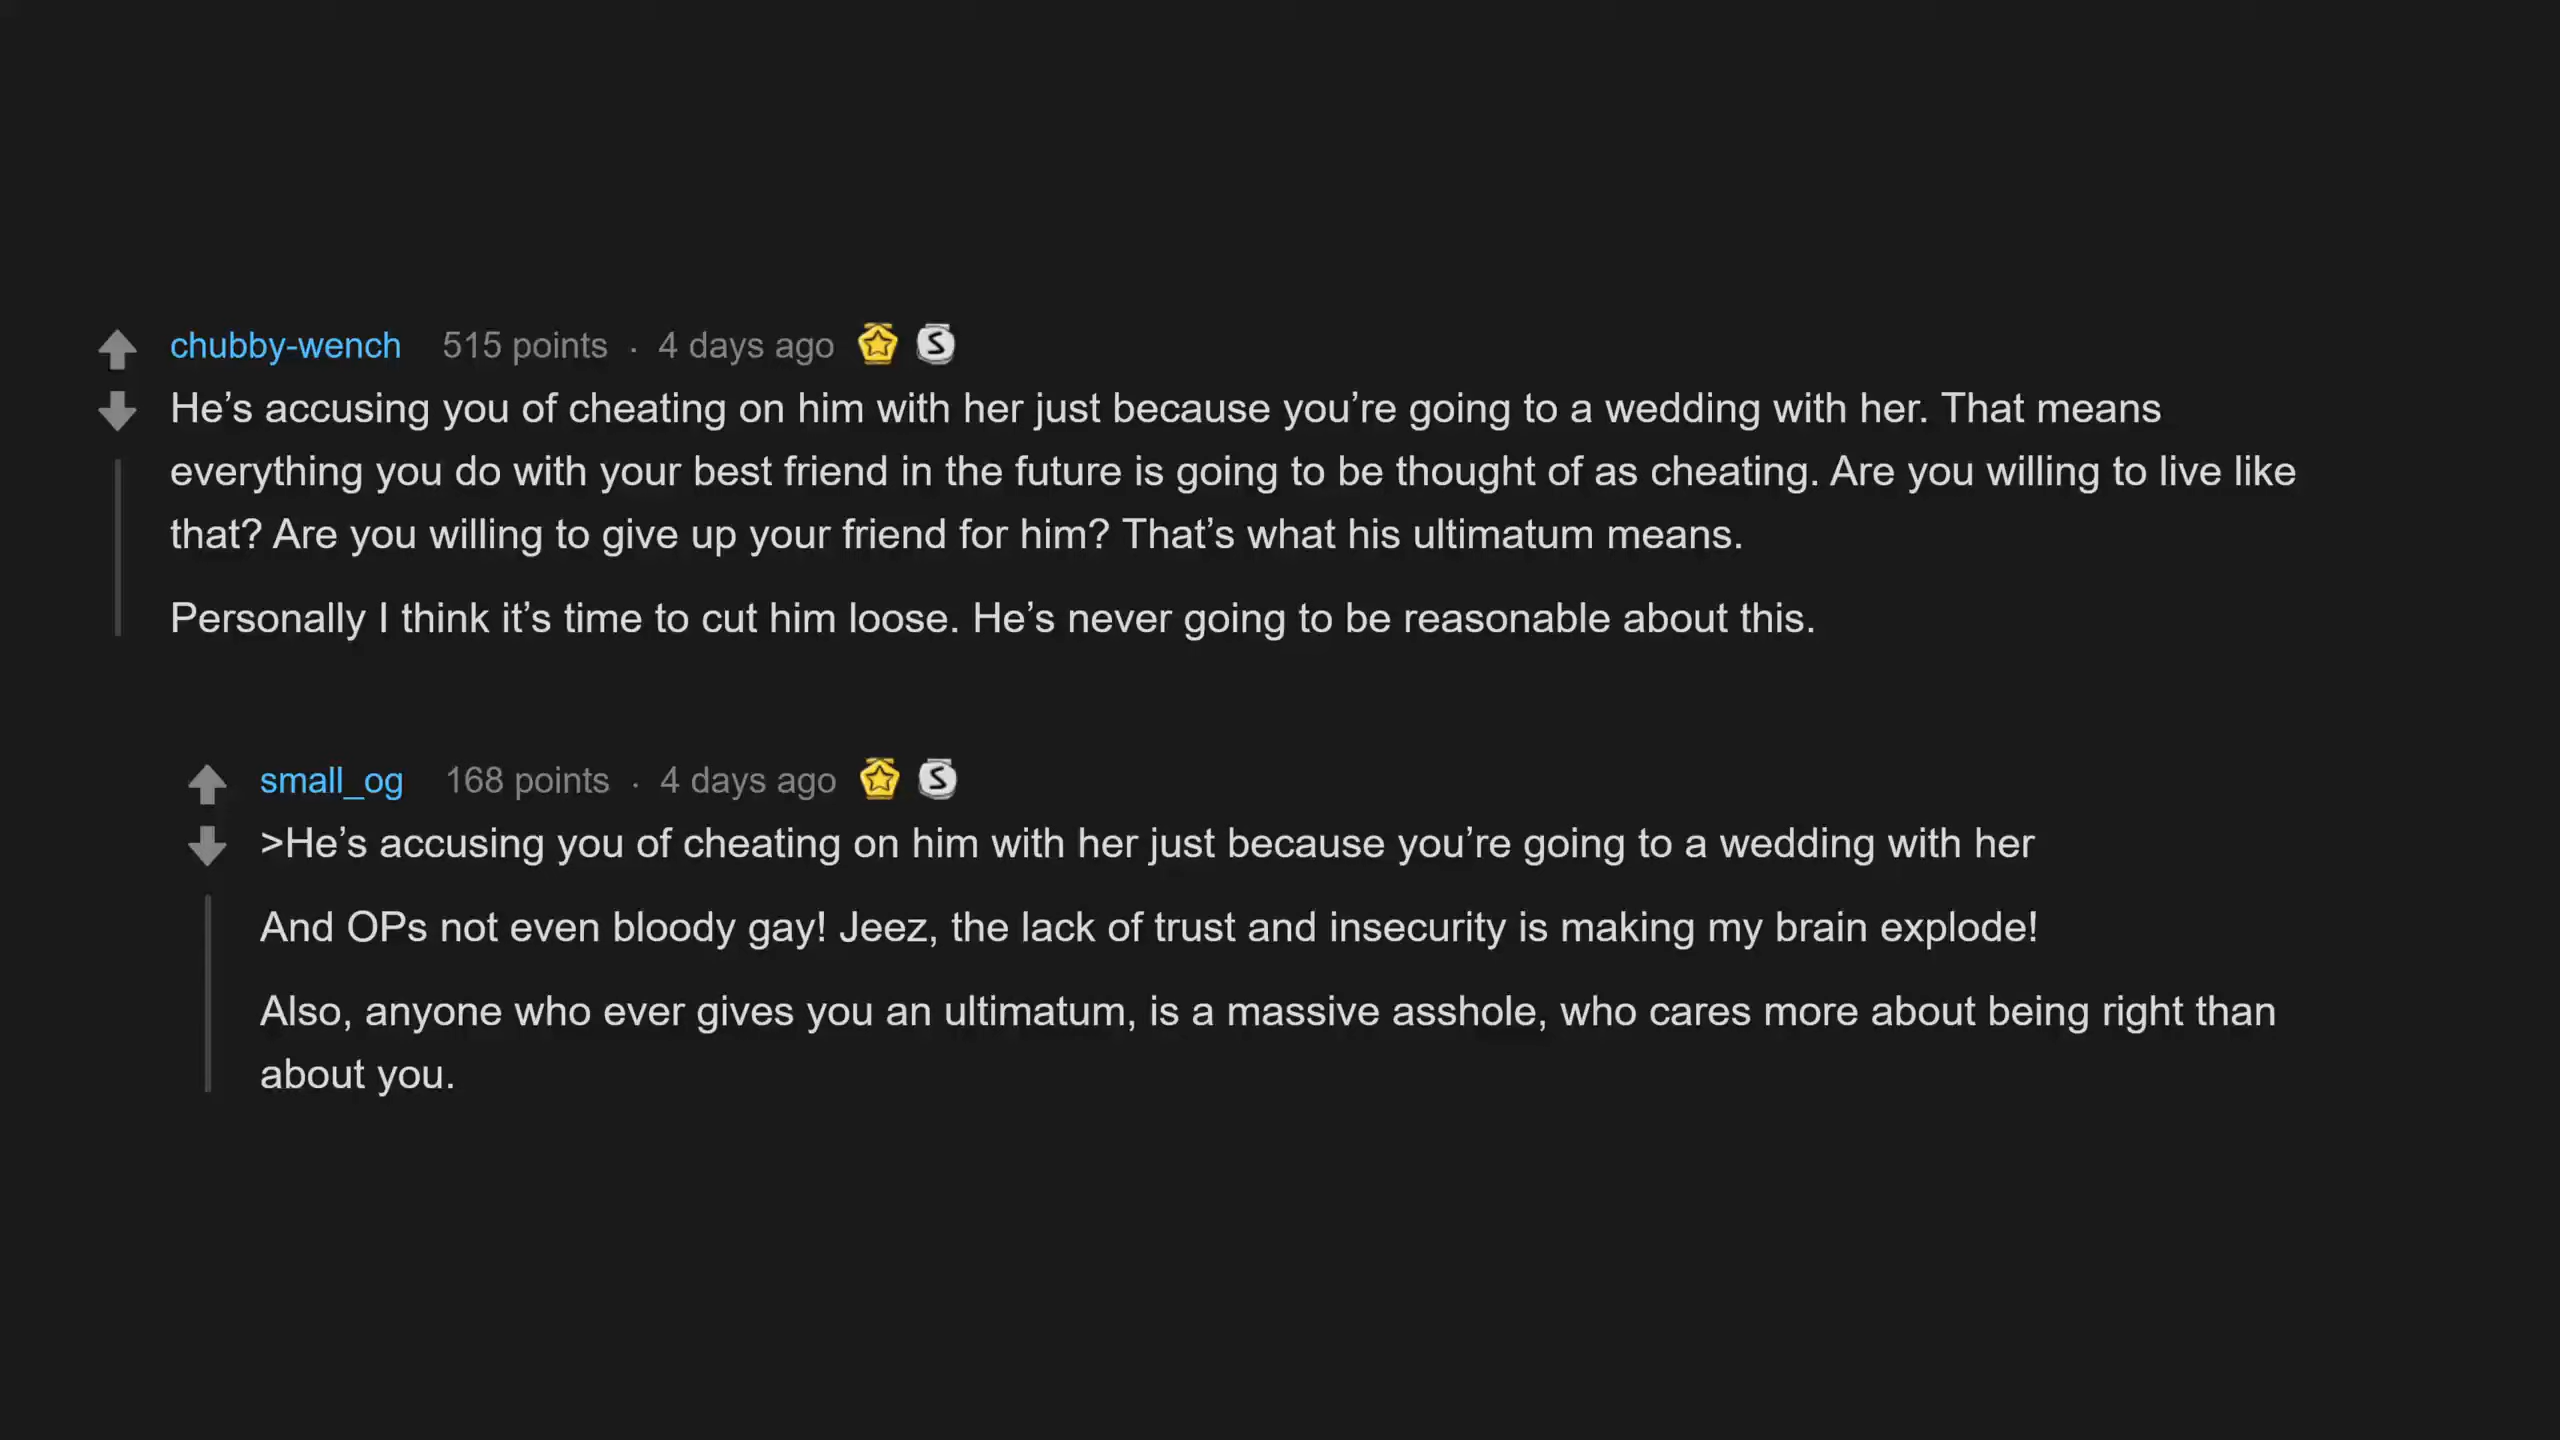 chubby-wench 515 points · 4 days ago S
He’s accusing you of cheating on him with her just because you’re going to a wedding with her. That means
everything you do with your best friend in the future is going to be thought of as cheating. Are you willing to live like
that? Are you willing to give up your friend for him? That’s what his ultimatum means.
Personally I think it’s time to cut him loose. He’s never going to be reasonable about this.
small_og 168 points · 4 days ago S
>He’s accusing you of cheating on him with her just because you’re going to a wedding with her
And OPs not even bloody gay! Jeez, the lack of trust and insecurity is making my brain explode!
Also, anyone who ever gives you an ultimatum, is a massive asshole, who cares more about being right than
about you.